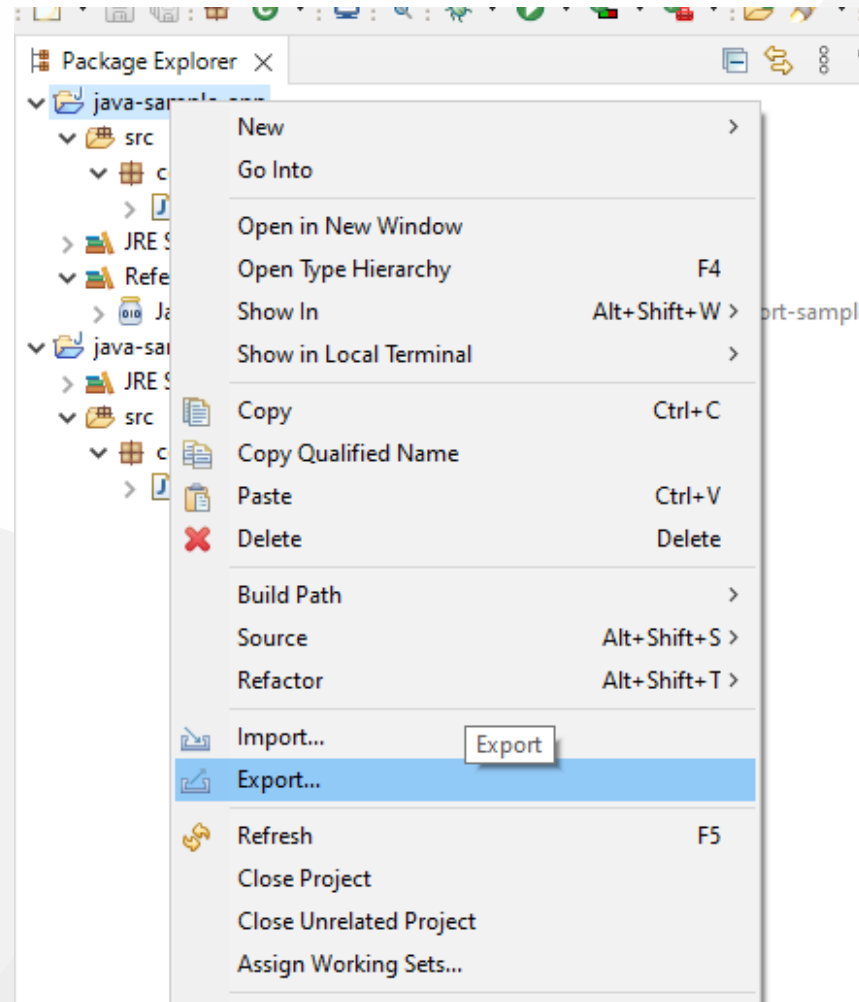 Package Explorer
java-sample-app
src
JRE S
Refe
Ja
java-sa
JRE S
src
New
Go Into
Open in New Window
Open Type Hierarchy F4
Show In Alt+Shift+W
ort-sampl
Show in Local Terminal
Copy Ctrl+C
Copy Qualified Name
Paste Ctrl+V
Delete Delete
Build Path
Source Alt+Shift+S
Refactor Alt+Shift+T
Import...
Export
Export...
Refresh F5
Close Project
Close Unrelated Project
Assign Working Sets...